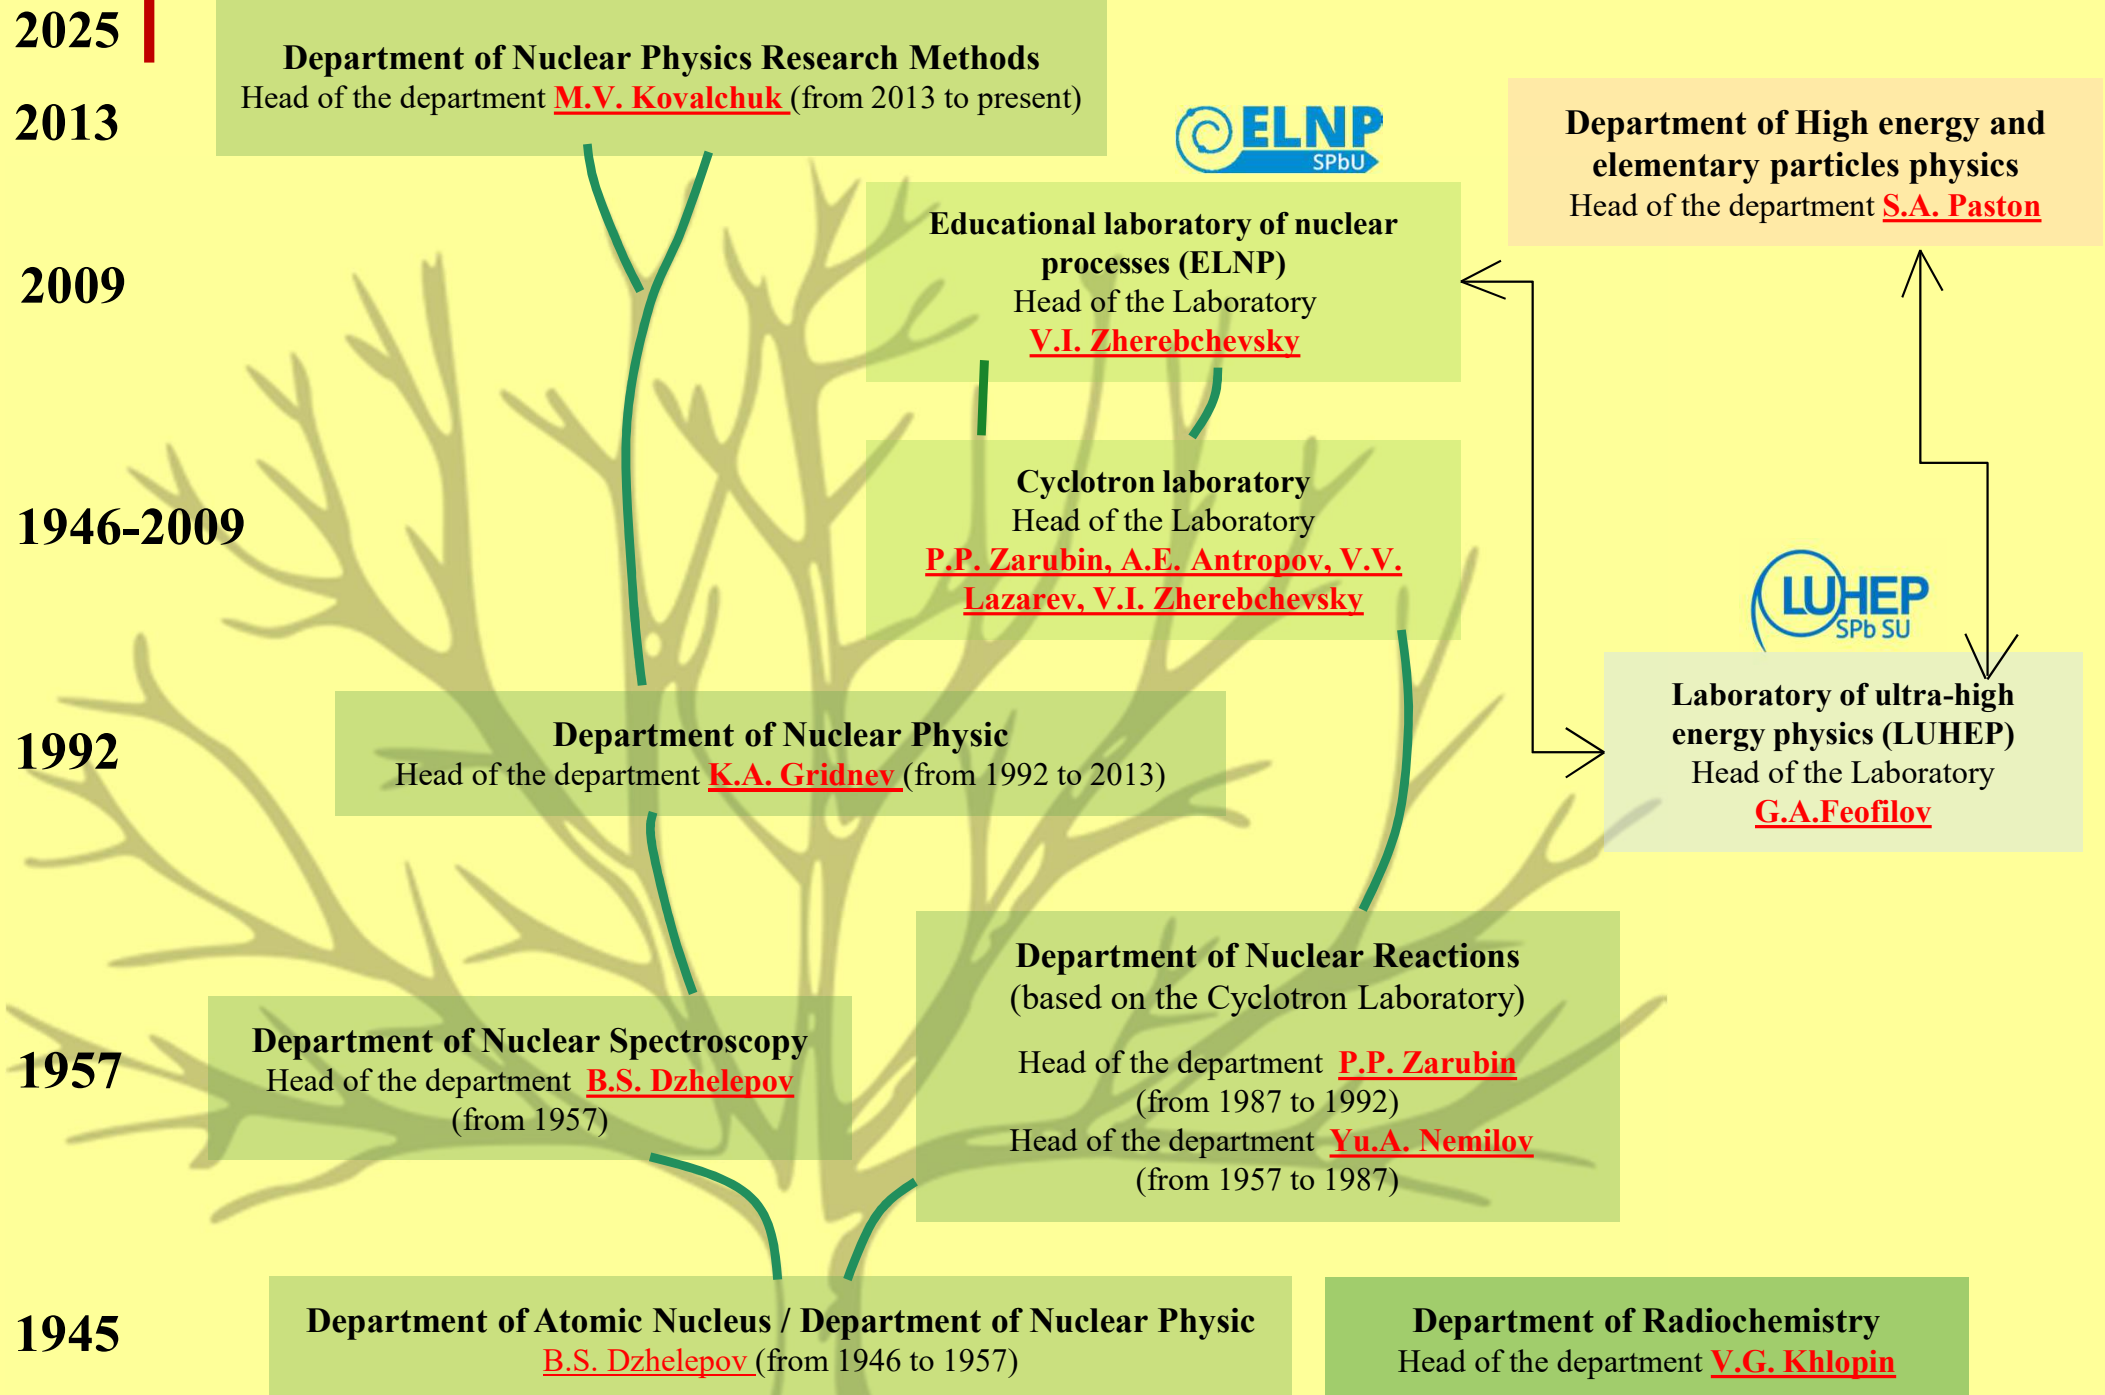 2025
Department of Nuclear Physics Research Methods
Head of the department M.V. Kovalchuk (from 2013 to present)
2013
ELNP
SPbU
Department of High energy and
elementary particles physics
Head of the department S.A. Paston
Educational laboratory of nuclear
processes (ELNP)
Head of the Laboratory
V.I. Zherebchevsky
2009
Cyclotron laboratory
Head of the Laboratory
P.P. Zarubin, A.E. Antropov, V.V.
Lazarev, V.I. Zherebchevsky
1946-2009
LUHEP
SPb SU
Laboratory of ultra-high
energy physics (LUHEP)
Head of the Laboratory
G.A.Feofilov
1992
Department of Nuclear Physic
Head of the department K.A. Gridnev (from 1992 to 2013)
Department of Nuclear Reactions
(based on the Cyclotron Laboratory)
Head of the department P.P. Zarubin
(from 1987 to 1992)
Head of the department Yu.A. Nemilov
(from 1957 to 1987)
1957
Department of Nuclear Spectroscopy
Head of the department B.S. Dzhelepov
(from 1957)
1945
Department of Atomic Nucleus / Department of Nuclear Physic
B.S. Dzhelepov (from 1946 to 1957)
Department of Radiochemistry
Head of the department V.G. Khlopin